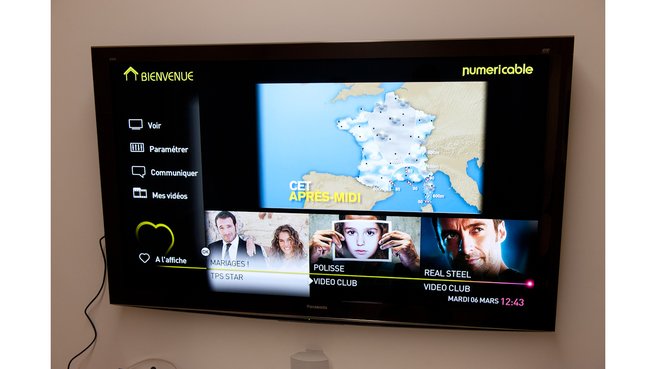 BIENVENUE
numericable
Voir
Paramétrer
Communiquer
Mes vidéos
A l'affiche
CET
APRÈS-MIDI
MARIAGES !
TPS STAR
POLISSE
VIDEO CLUB
REAL STEEL
VIDEO CLUB
MARDI 06 MARS 12:43
Panasonic